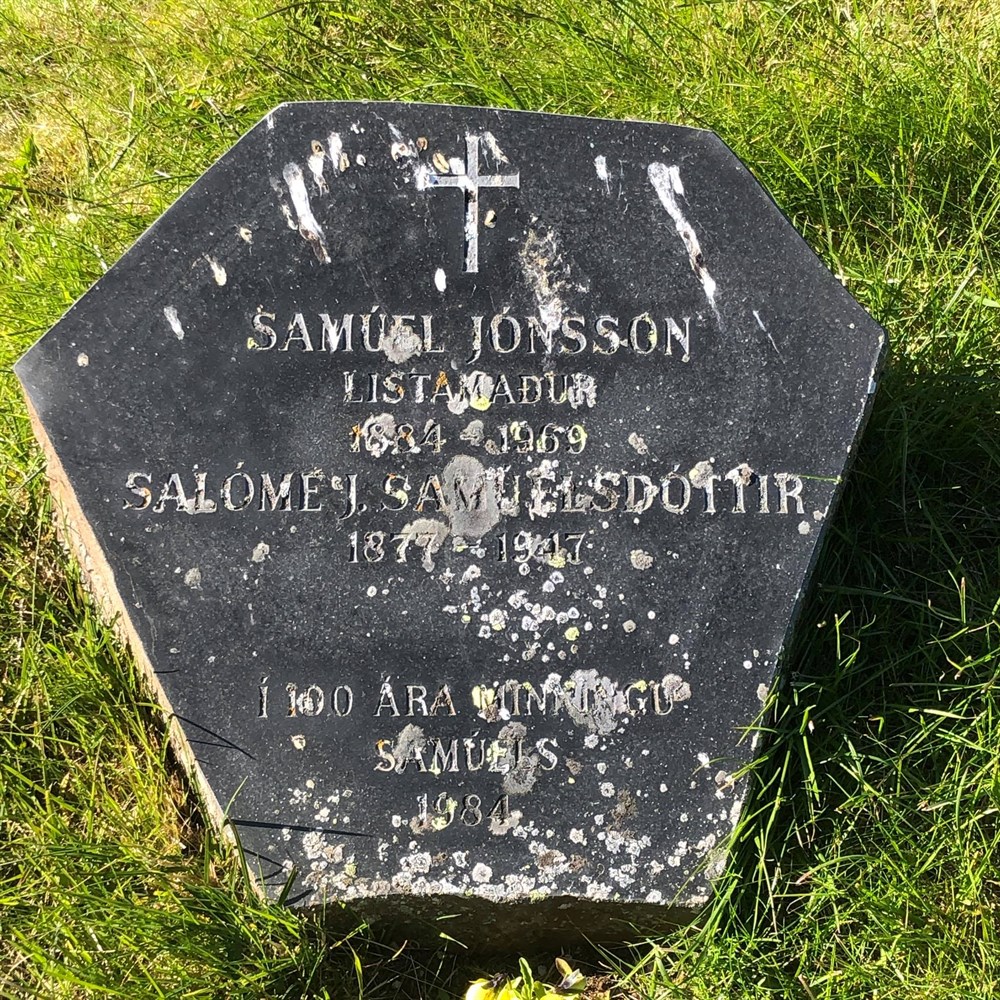 SAMÚEL JÓNSSON
LISTAMAÐUR
1884 - 1969
SALÓME J. SAMÚELSDÓTTIR
1877 - 1947
Í 100 ÁRA MINNINGU
SAMÚELS
1984